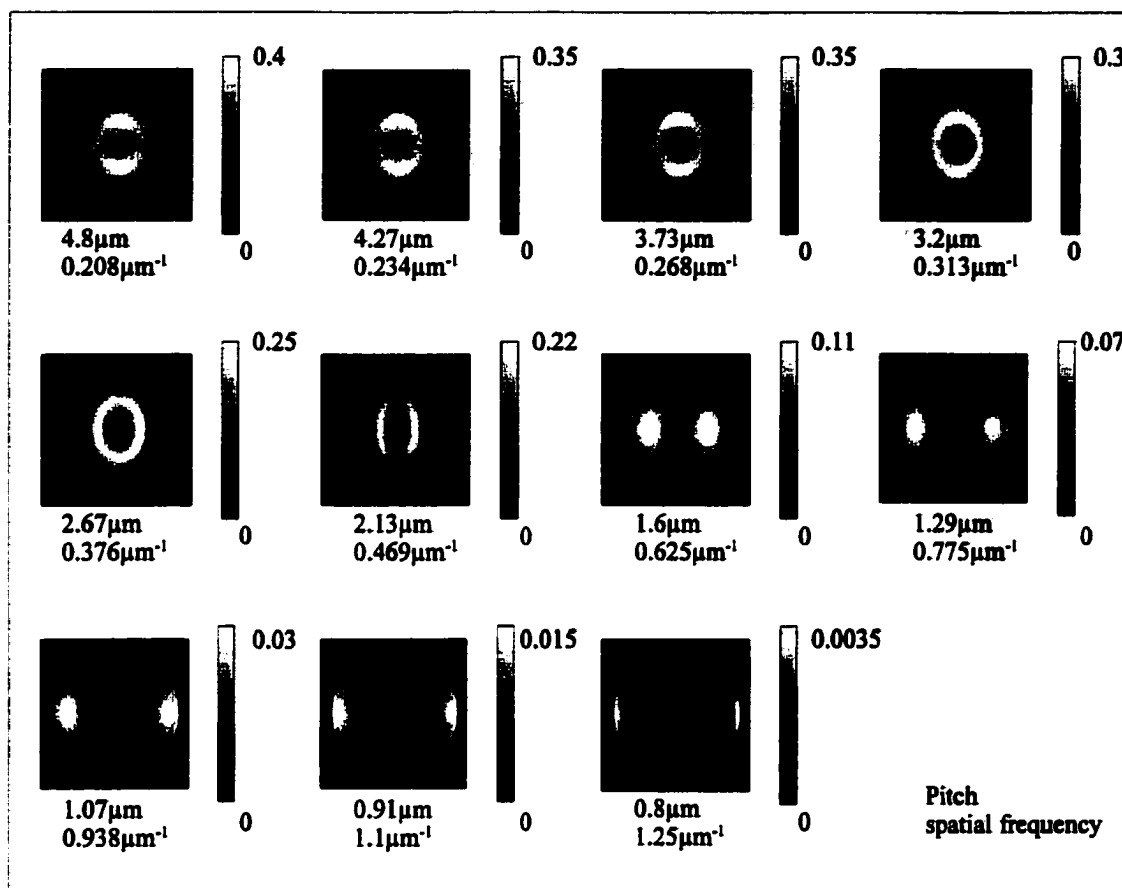 0.4
0.35
0.35
0.3
0
0
0
0
4.8µm
0.208µm⁻¹
4.27µm
0.234µm⁻¹
3.73µm
0.268µm⁻¹
3.2µm
0.313µm⁻¹
0.25
0.22
0.11
0.07
0
0
0
0
2.67µm
0.376µm⁻¹
2.13µm
0.469µm⁻¹
1.6µm
0.625µm⁻¹
1.29µm
0.775µm⁻¹
0.03
0.015
0.0035
0
0
0
1.07µm
0.938µm⁻¹
0.91µm
1.1µm⁻¹
0.8µm
1.25µm⁻¹
Pitch
spatial frequency